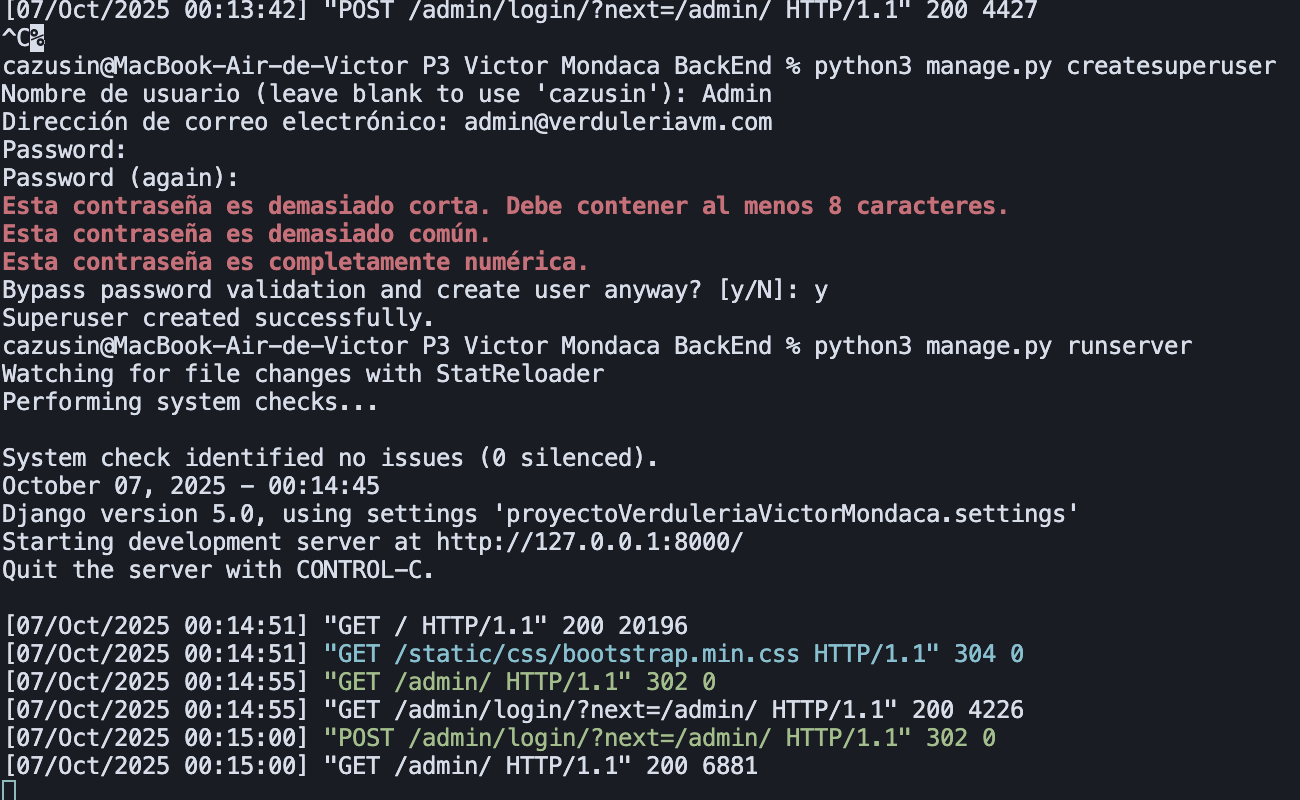 [07/Oct/2025 00:13:42] "POST /admin/login/?next=/admin/ HTTP/1.1" 200 4427
^C%
cazusin@MacBook-Air-de-Victor P3 Victor Mondaca BackEnd % python3 manage.py createsuperuser
Nombre de usuario (leave blank to use 'cazusin'): Admin
Dirección de correo electrónico: admin@verduleriavm.com
Password:
Password (again):
Esta contraseña es demasiado corta. Debe contener al menos 8 caracteres.
Esta contraseña es demasiado común.
Esta contraseña es completamente numérica.
Bypass password validation and create user anyway? [y/N]: y
Superuser created successfully.
cazusin@MacBook-Air-de-Victor P3 Victor Mondaca BackEnd % python3 manage.py runserver
Watching for file changes with StatReloader
Performing system checks...
System check identified no issues (0 silenced).
October 07, 2025 - 00:14:45
Django version 5.0, using settings 'proyectoVerduleriaVictorMondaca.settings'
Starting development server at http://127.0.0.1:8000/
Quit the server with CONTROL-C.
[07/Oct/2025 00:14:51] "GET / HTTP/1.1" 200 20196
[07/Oct/2025 00:14:51] "GET /static/css/bootstrap.min.css HTTP/1.1" 304 0
[07/Oct/2025 00:14:55] "GET /admin/ HTTP/1.1" 302 0
[07/Oct/2025 00:14:55] "GET /admin/login/?next=/admin/ HTTP/1.1" 200 4226
[07/Oct/2025 00:15:00] "POST /admin/login/?next=/admin/ HTTP/1.1" 302 0
[07/Oct/2025 00:15:00] "GET /admin/ HTTP/1.1" 200 6881